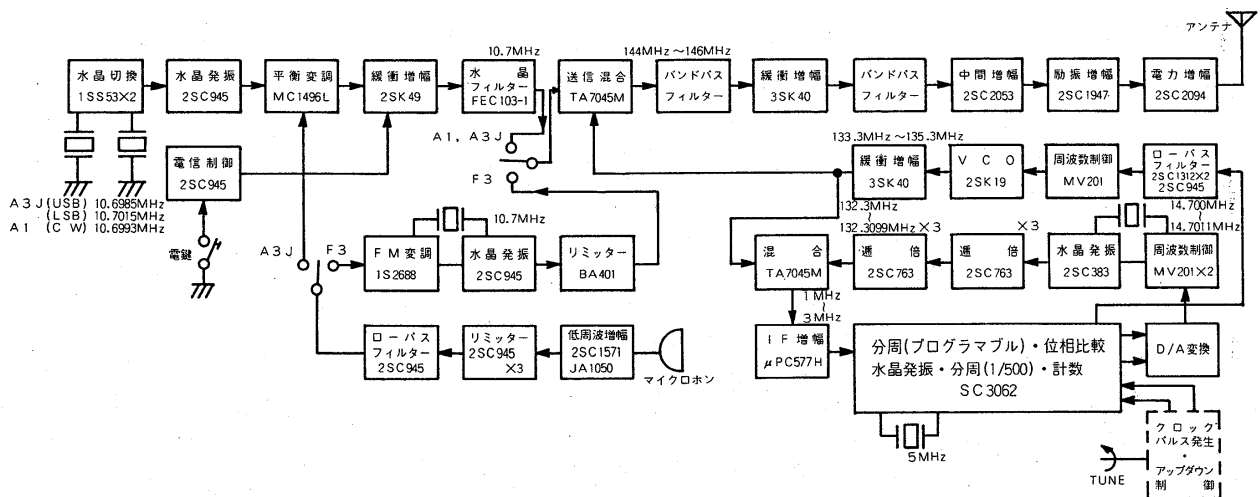 アンテナ
水晶切換
1SS53×2
水晶発振
2SC945
平衡変調
MC1496L
緩衝増幅
2SK49
10.7MHz
水晶
フィルター
FEC103-1
送信混合
TA7045M
144MHz～146MHz
バンドパス
フィルター
緩衝増幅
3SK40
バンドパス
フィルター
中間増幅
2SC2053
励振増幅
2SC1947
電力増幅
2SC2094
A1, A3J
F3
電信制御
2SC945
A3J(USB) 10.6985MHz
(LSB) 10.7015MHz
A1 (CW) 10.6993MHz
電鍵
133.3MHz～135.3MHz
緩衝増幅
3SK40
VCO
2SK19
周波数制御
MV201
ローパス
フィルター
2SC1312×2
2SC945
132.3MHz
～
132.3099MHz
×3
×3
14.700MHz
～
14.7011MHz
A3J
F3
FM変調
1S2688
10.7MHz
水晶発振
2SC945
リミッター
BA401
混合
TA7045M
逓倍
2SC763
逓倍
2SC763
水晶発振
2SC383
周波数制御
MV201×2
1MHz
～
3MHz
ローパス
フィルター
2SC945
リミッター
2SC945
×3
低周波増幅
2SC1571
JA1050
マイクロホン
IF増幅
μPC577H
分周(プログラマブル)・位相比較
水晶発振・分周(1/500)・計数
SC3062
D/A変換
5MHz
TUNE
クロック
パルス発生
・
アップダウン
制御